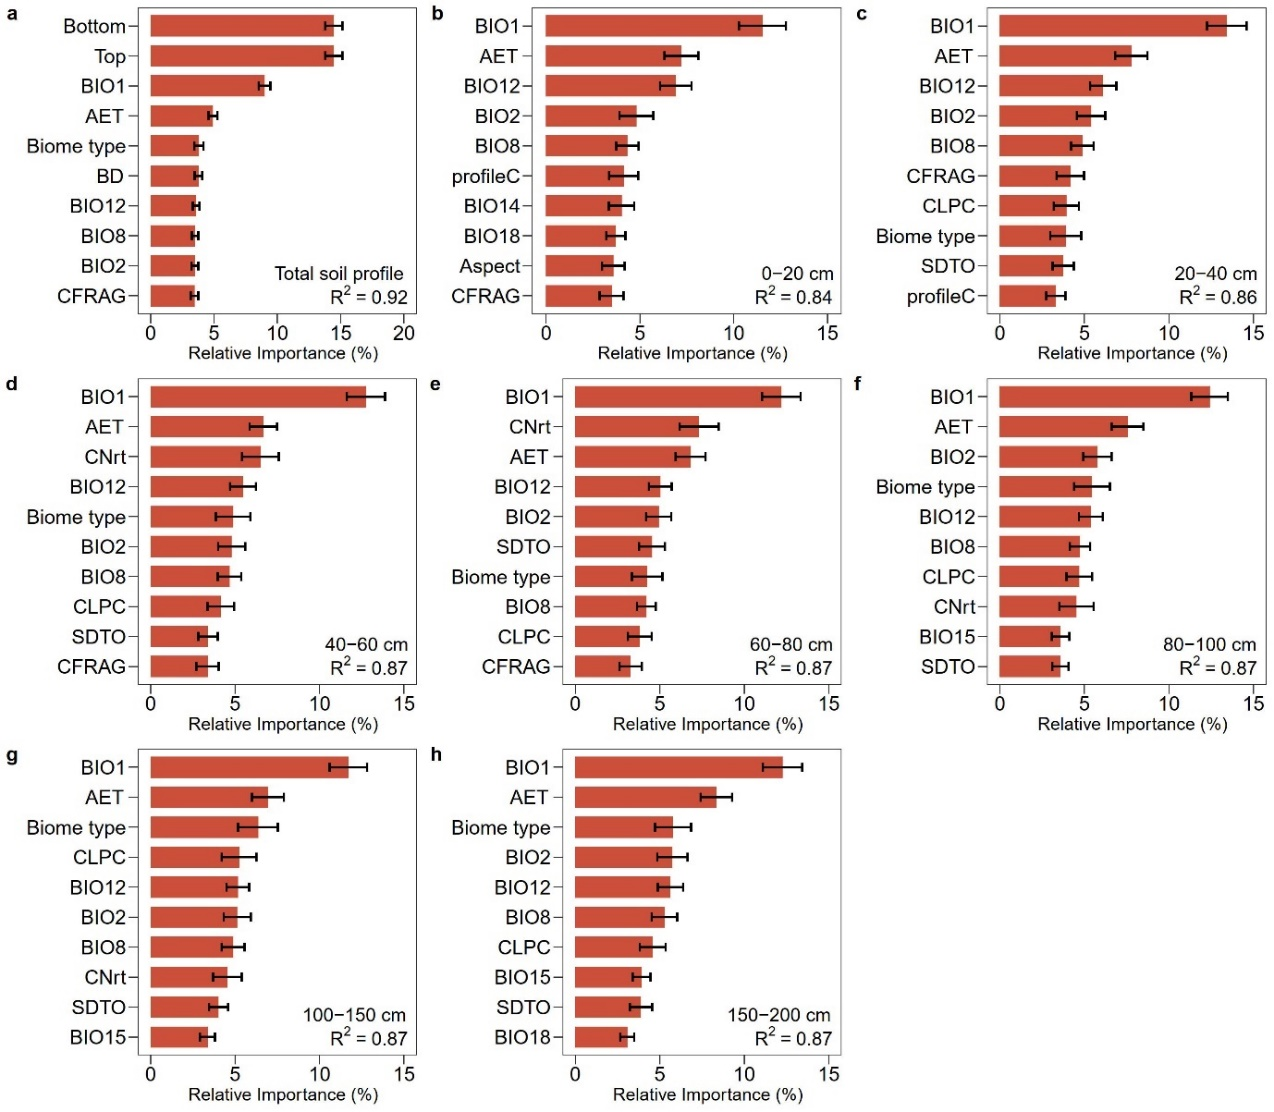 a
Bottom
Top
BIO1
AET
Biome type
BD
BIO12
BIO8
BIO2
CFRAG
Total soil profile
R² = 0.92
0 5 10 15 20
Relative Importance (%)
b
BIO1
AET
BIO12
BIO2
BIO8
profileC
BIO14
BIO18
Aspect
CFRAG
0−20 cm
R² = 0.84
0 5 10 15
Relative Importance (%)
c
BIO1
AET
BIO12
BIO2
BIO8
CFRAG
CLPC
Biome type
SDTO
profileC
20−40 cm
R² = 0.86
0 5 10 15
Relative Importance (%)
d
BIO1
AET
CNrt
BIO12
Biome type
BIO2
BIO8
CLPC
SDTO
CFRAG
40−60 cm
R² = 0.87
0 5 10 15
Relative Importance (%)
e
BIO1
CNrt
AET
BIO12
BIO2
SDTO
Biome type
BIO8
CLPC
CFRAG
60−80 cm
R² = 0.87
0 5 10 15
Relative Importance (%)
f
BIO1
AET
BIO2
Biome type
BIO12
BIO8
CLPC
CNrt
BIO15
SDTO
80−100 cm
R² = 0.87
0 5 10 15
Relative Importance (%)
g
BIO1
AET
Biome type
CLPC
BIO12
BIO2
BIO8
CNrt
SDTO
BIO15
100−150 cm
R² = 0.87
0 5 10 15
Relative Importance (%)
h
BIO1
AET
Biome type
BIO2
BIO12
BIO8
CLPC
BIO15
SDTO
BIO18
150−200 cm
R² = 0.87
0 5 10 15
Relative Importance (%)